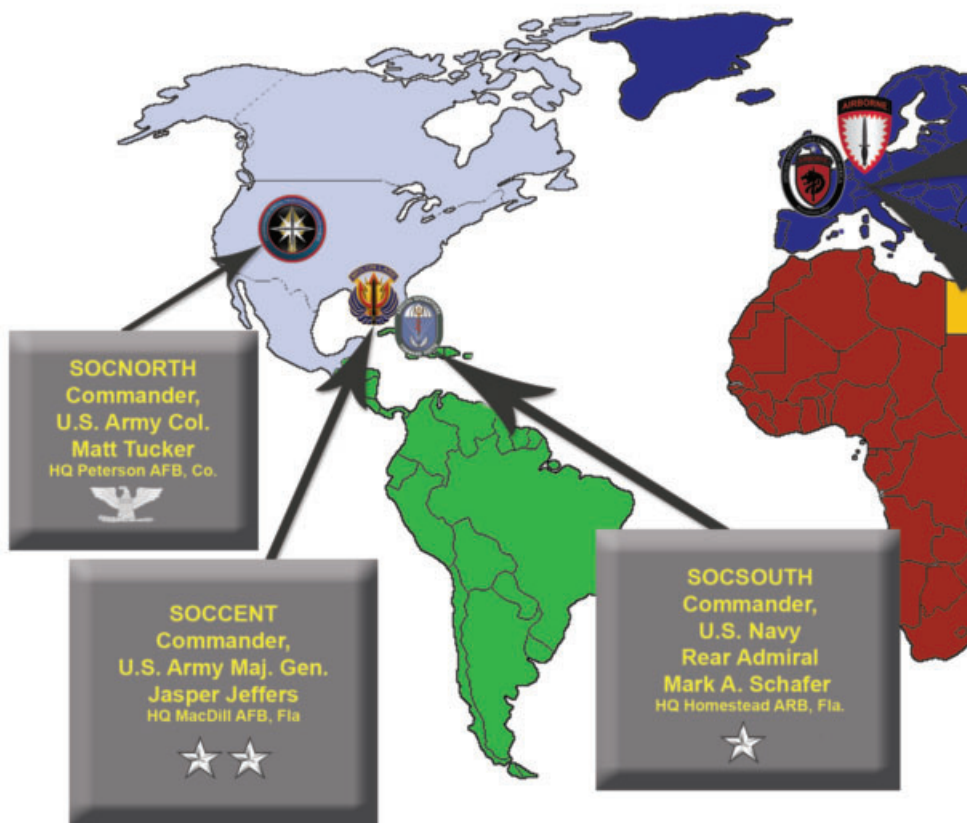 AIRBORNE
SOCNORTH
Commander,
U.S. Army Col.
Matt Tucker
HQ Peterson AFB, Co.
SOCCENT
Commander,
U.S. Army Maj. Gen.
Jasper Jeffers
HQ MacDill AFB, Fla
SOCSOUTH
Commander,
U.S. Navy
Rear Admiral
Mark A. Schafer
HQ Homestead ARB, Fla.